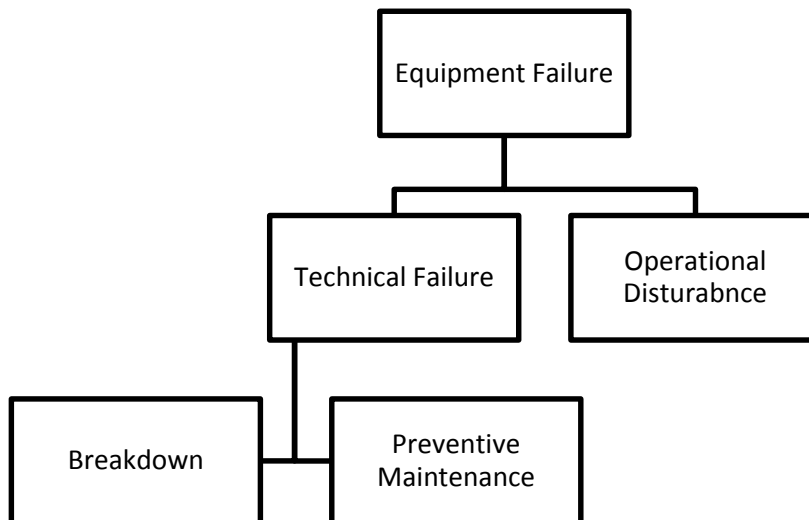 Equipment Failure
Technical Failure
Operational
Disturabnce
Breakdown
Preventive
Maintenance